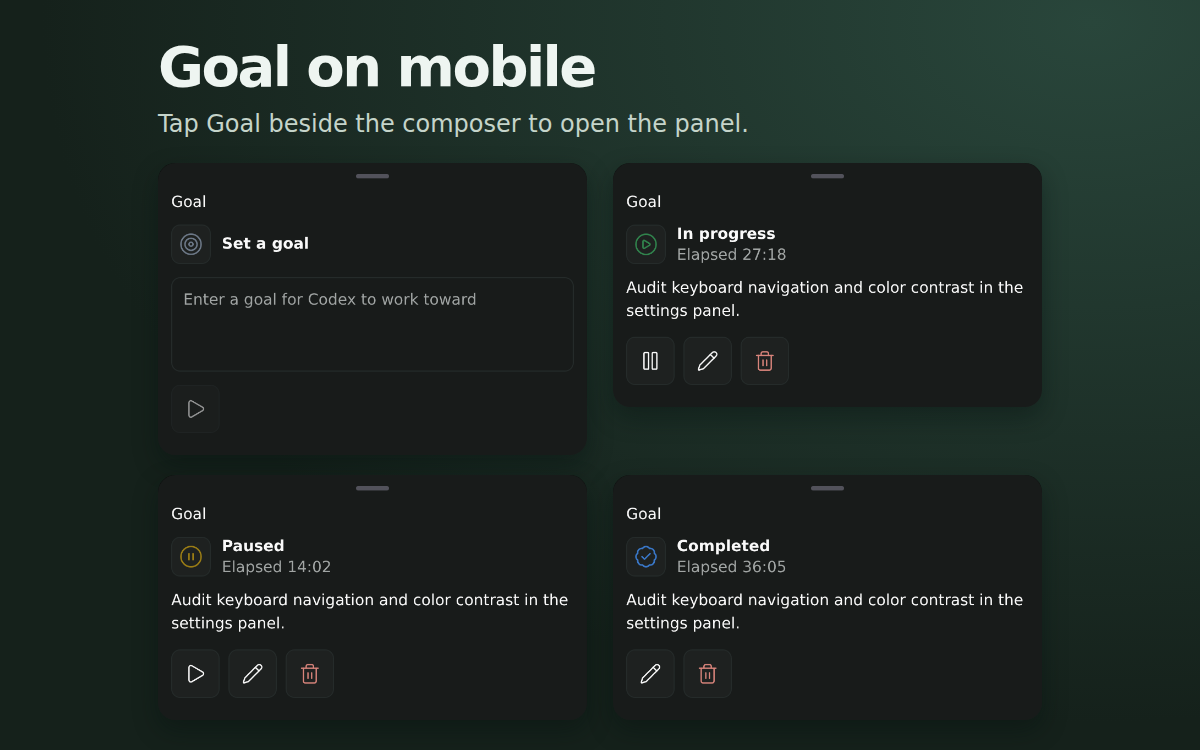 Goal on mobile
Tap Goal beside the composer to open the panel.
Goal
Set a goal
Enter a goal for Codex to work toward
Goal
In progress
Elapsed 27:18
Audit keyboard navigation and color contrast in the
settings panel.
Goal
Paused
Elapsed 14:02
Audit keyboard navigation and color contrast in the
settings panel.
Goal
Completed
Elapsed 36:05
Audit keyboard navigation and color contrast in the
settings panel.